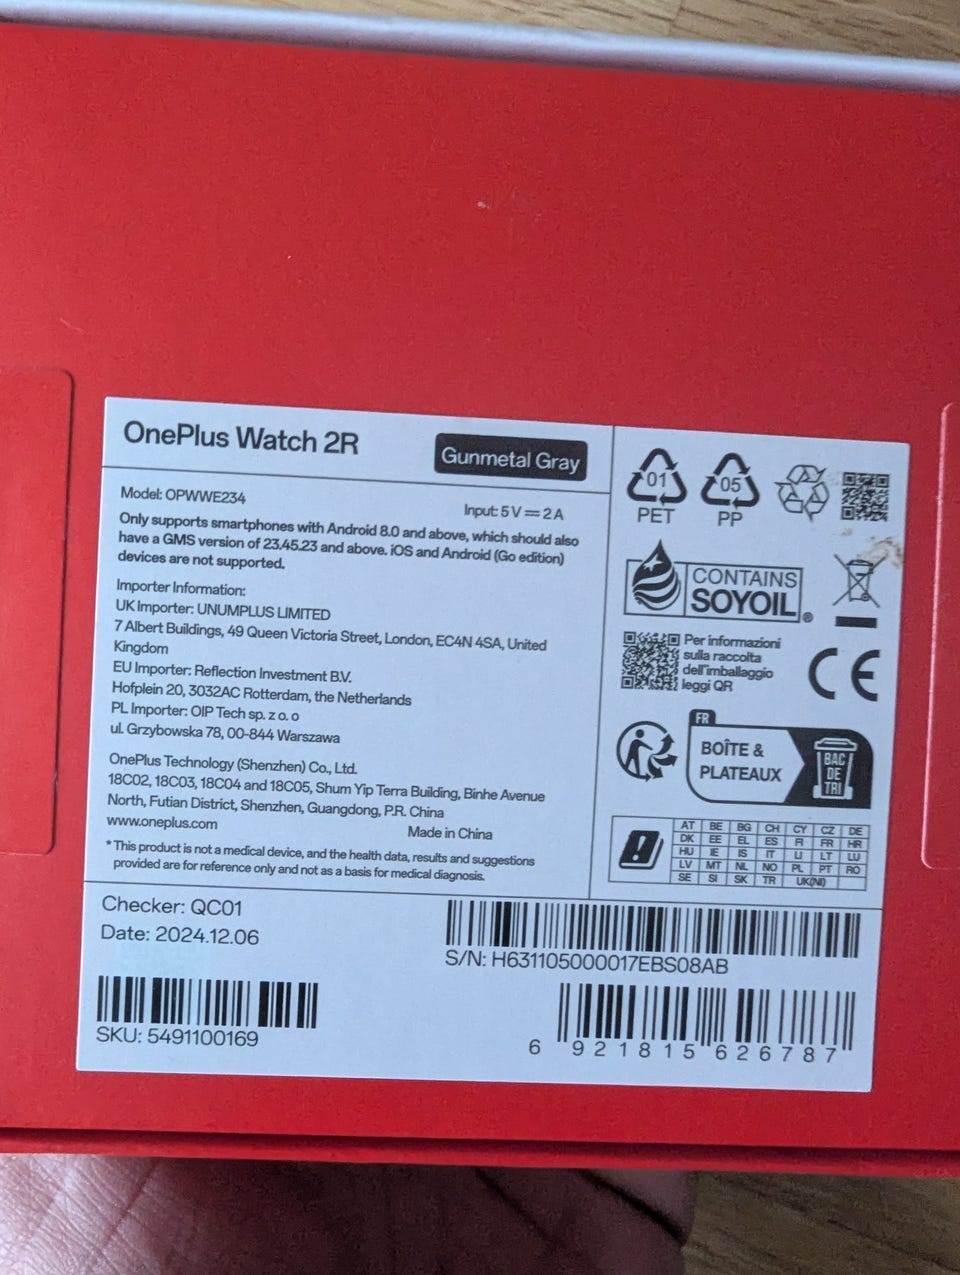 OnePlus Watch 2R
Gunmetal Gray
Model: OPWWE234
Input: 5 V ⎓ 2 A
Only supports smartphones with Android 8.0 and above, which should also
have a GMS version of 23.45.23 and above. iOS and Android (Go edition)
devices are not supported.
Importer Information:
UK Importer: UNUMPLUS LIMITED
7 Albert Buildings, 49 Queen Victoria Street, London, EC4N 4SA, United
Kingdom
EU Importer: Reflection Investment B.V.
Hofplein 20, 3032AC Rotterdam, the Netherlands
PL Importer: OIP Tech sp. z o. o
ul. Grzybowska 78, 00-844 Warszawa
OnePlus Technology (Shenzhen) Co., Ltd.
18C02, 18C03, 18C04 and 18C05, Shum Yip Terra Building, Binhe Avenue
North, Futian District, Shenzhen, Guangdong, P.R. China
www.oneplus.com
Made in China
* This product is not a medical device, and the health data, results and suggestions
provided are for reference only and not as a basis for medical diagnosis.
01
PET
05
PP
CONTAINS
SOYOIL
®
Per informazioni
sulla raccolta
dell'imballaggio
leggi QR
CE
FR
BOÎTE &
PLATEAUX
BAC
DE
TRI
AT BE BG CH CY CZ DE
DK EE EL ES FI FR HR
HU IE IS IT LI LT LU
LV MT NL NO PL PT RO
SE SI SK TR UK(NI)
Checker: QC01
Date: 2024.12.06
S/N: H631105000017EBS08AB
SKU: 5491100169
6 921815 626787